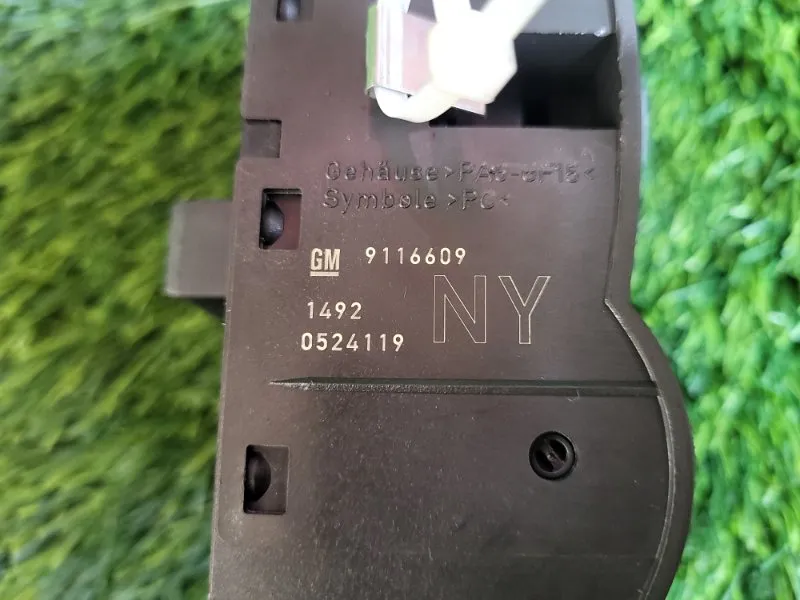 Gehäuse >PA6-GF15<
Symbole >PC<
GM 9116609
1492 NY
0524119